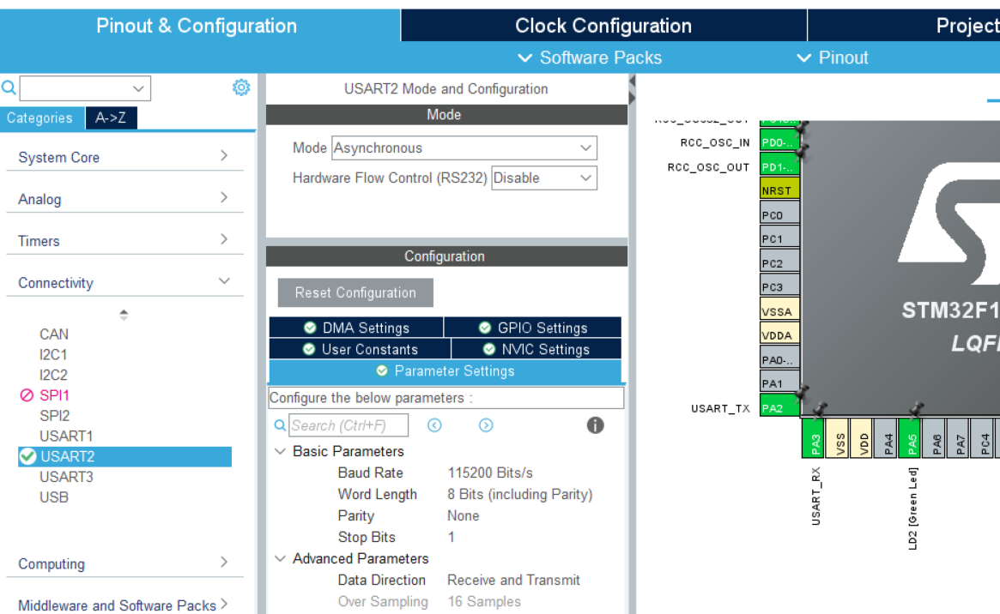 Pinout & Configuration
Clock Configuration
Project
Software Packs
Pinout
Categories
A->Z
System Core
Analog
Timers
Connectivity
CAN
I2C1
I2C2
SPI1
SPI2
USART1
USART2
USART3
USB
Computing
Middleware and Software Packs
USART2 Mode and Configuration
Mode
Mode Asynchronous
Hardware Flow Control (RS232) Disable
Configuration
Reset Configuration
DMA Settings
GPIO Settings
User Constants
NVIC Settings
Parameter Settings
Configure the below parameters :
Search (Ctrl+F)
Basic Parameters
Baud Rate 115200 Bits/s
Word Length 8 Bits (including Parity)
Parity None
Stop Bits 1
Advanced Parameters
Data Direction Receive and Transmit
Over Sampling 16 Samples
RCC_OSC_IN PD0-..
RCC_OSC_OUT PD1-..
NRST
PC0
PC1
PC2
PC3
VSSA
VDDA
PA0-..
PA1
USART_TX PA2
STM32F1
LQF
PA3
VSS
VDD
PA4
PA5
PA6
PA7
PC4
USART_RX
LD2 [Green Led]